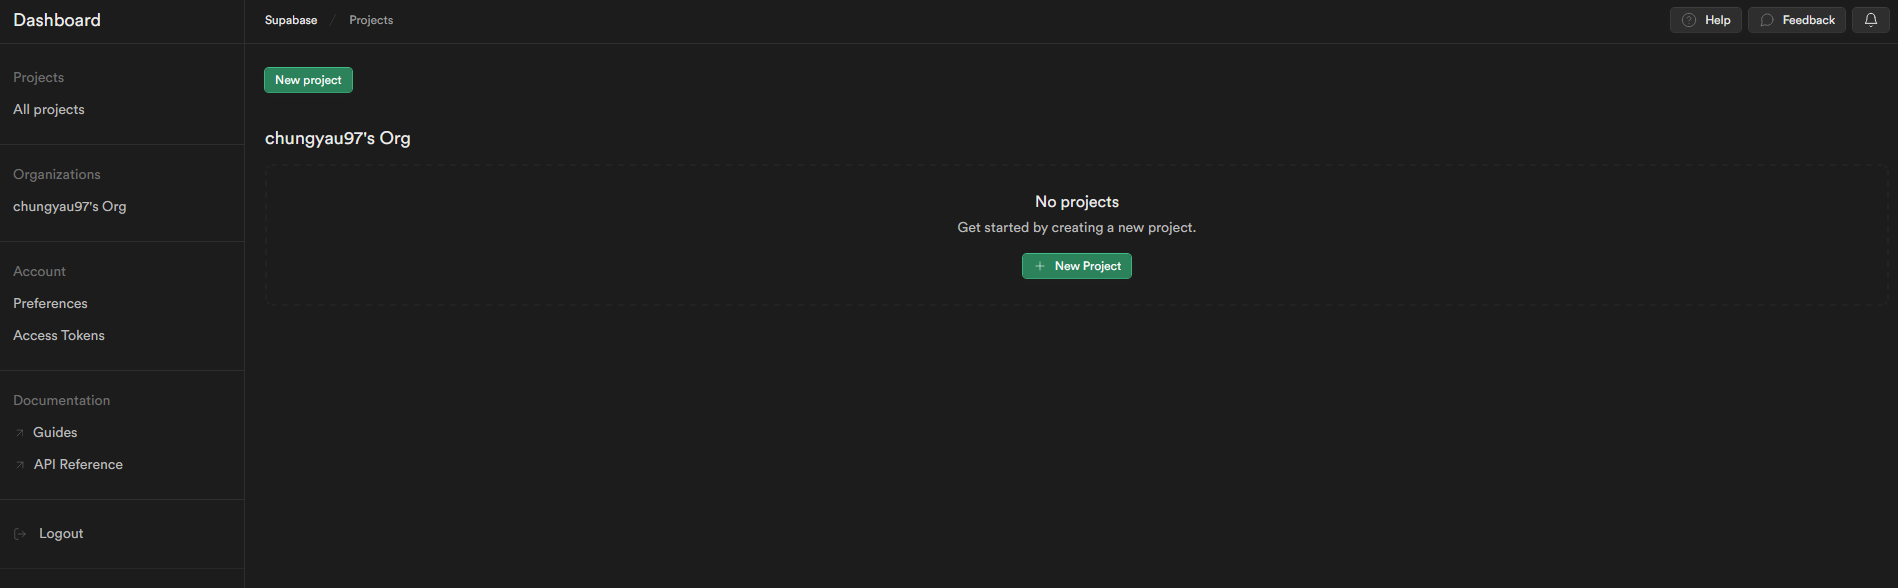 Dashboard
Supabase / Projects
Help
Feedback
Projects
All projects
Organizations
chungyau97's Org
Account
Preferences
Access Tokens
Documentation
Guides
API Reference
Logout
New project
chungyau97's Org
No projects
Get started by creating a new project.
+ New Project